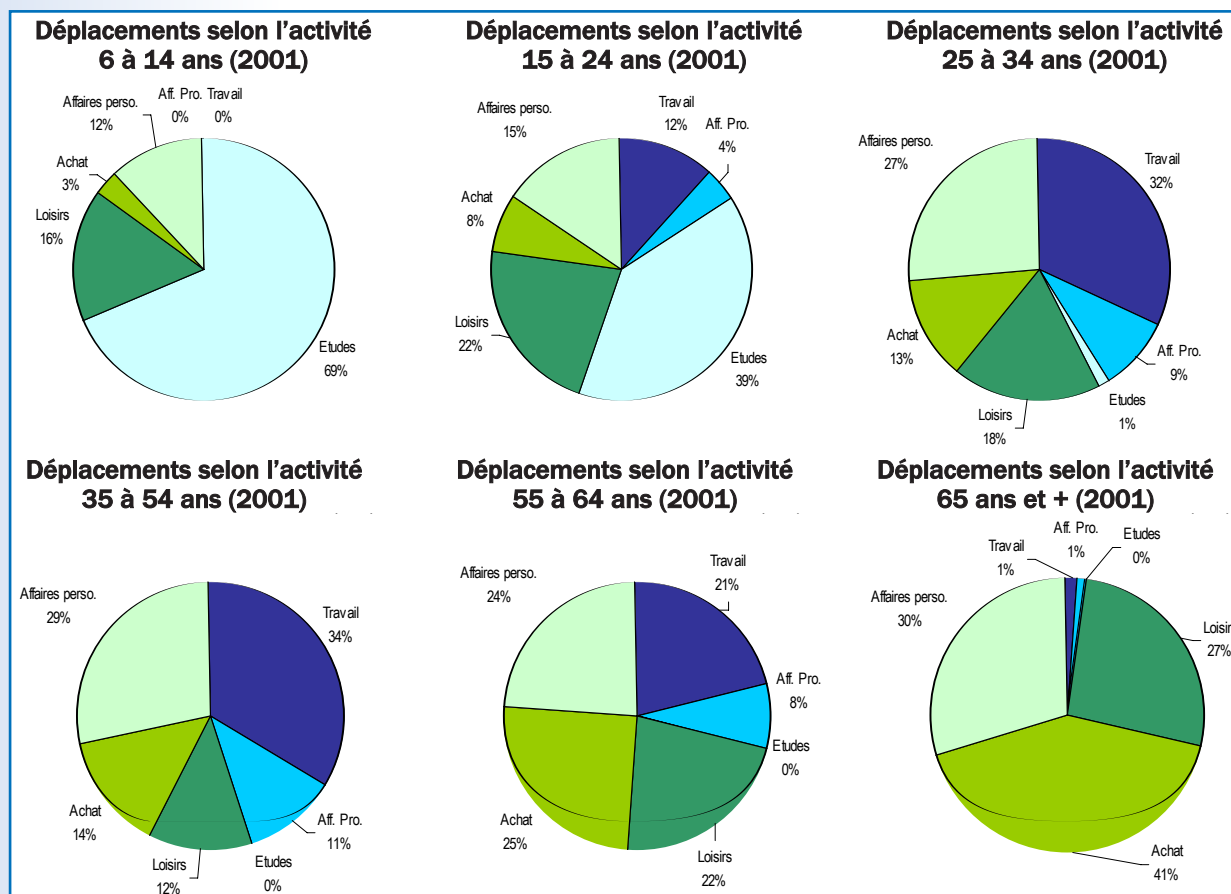 Déplacements selon l'activité
6 à 14 ans (2001)
Affaires perso.
12%
Aff. Pro.
0%
Travail
0%
Achat
3%
Loisirs
16%
Etudes
69%
Déplacements selon l'activité
15 à 24 ans (2001)
Affaires perso.
15%
Travail
12%
Aff. Pro.
4%
Achat
8%
Loisirs
22%
Etudes
39%
Déplacements selon l'activité
25 à 34 ans (2001)
Affaires perso.
27%
Travail
32%
Achat
13%
Aff. Pro.
9%
Loisirs
18%
Etudes
1%
Déplacements selon l'activité
35 à 54 ans (2001)
Affaires perso.
29%
Travail
34%
Achat
14%
Aff. Pro.
11%
Loisirs
12%
Etudes
0%
Déplacements selon l'activité
55 à 64 ans (2001)
Affaires perso.
24%
Travail
21%
Aff. Pro.
8%
Etudes
0%
Achat
25%
Loisirs
22%
Déplacements selon l'activité
65 ans et + (2001)
Travail
1%
Aff. Pro.
1%
Etudes
0%
Affaires perso.
30%
Loisir
27%
Achat
41%